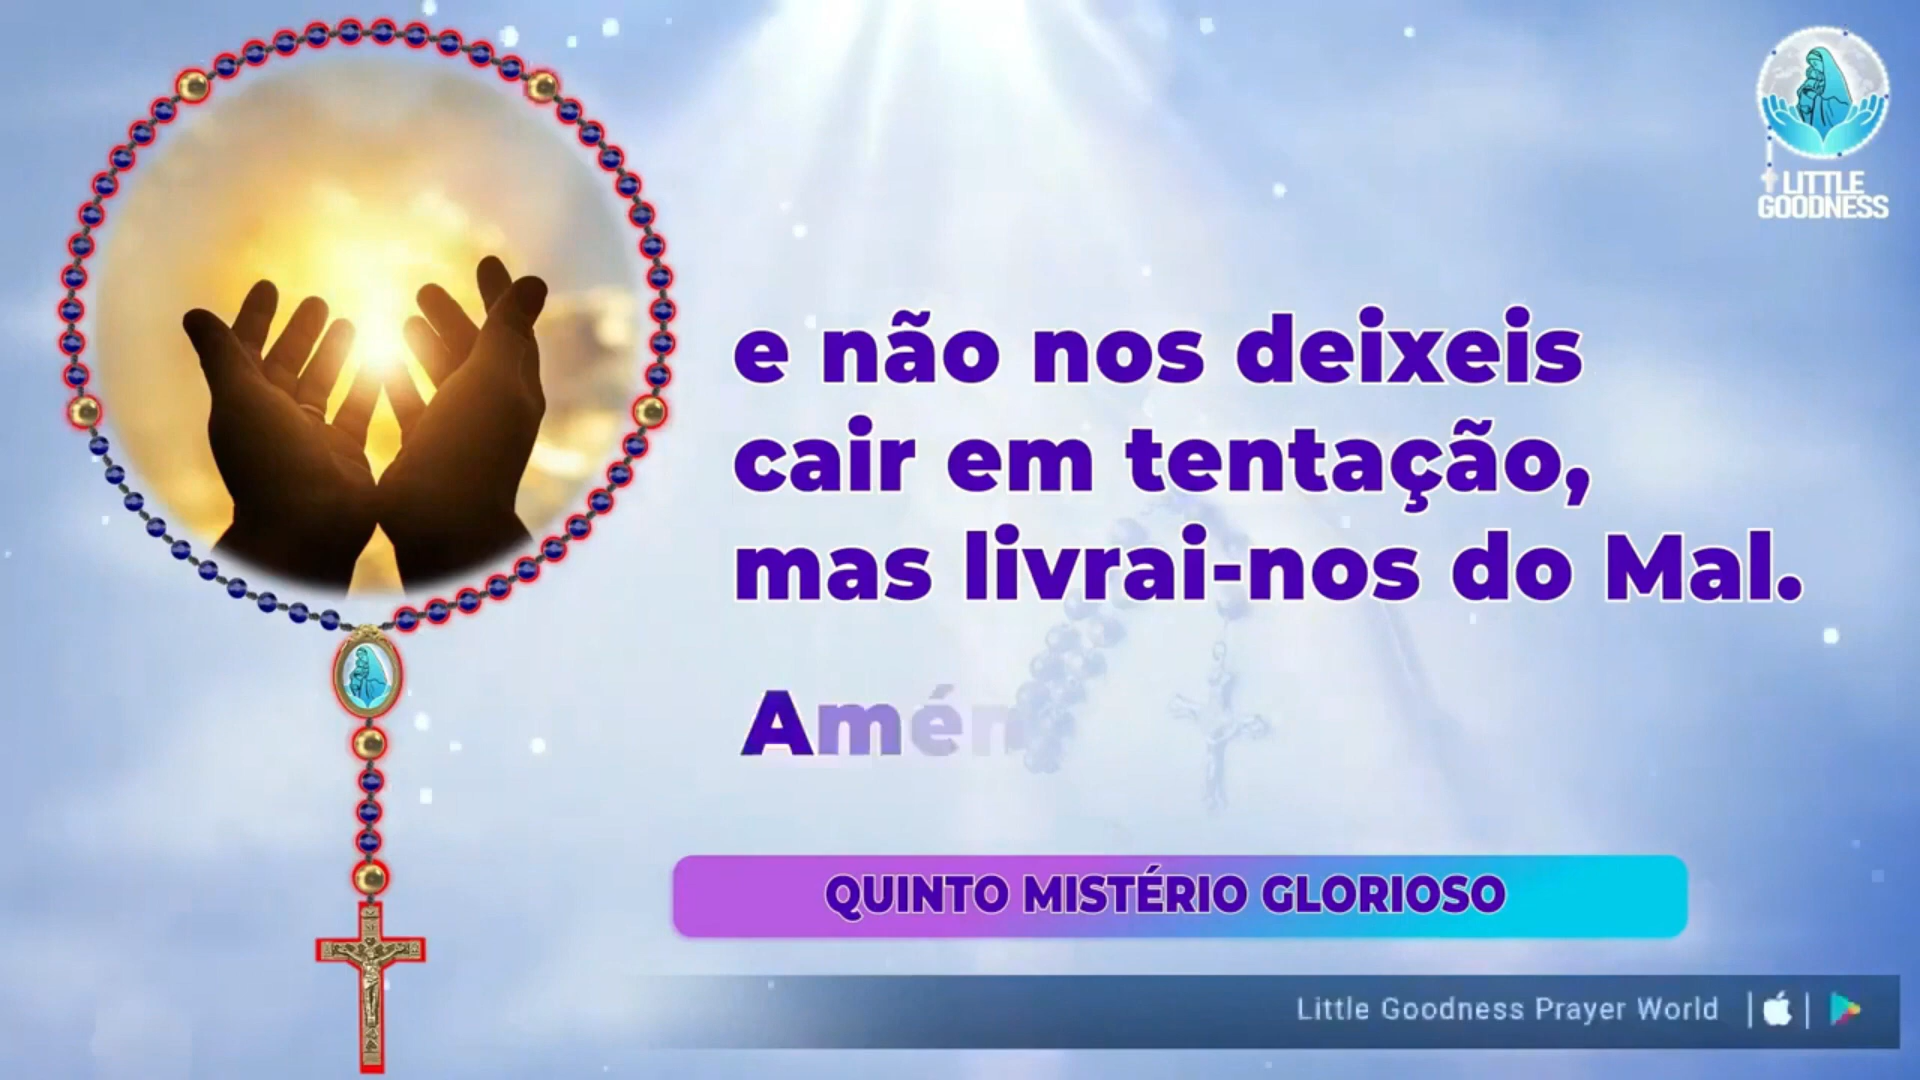 LITTLE
GOODNESS
e não nos deixeis
cair em tentação,
mas livrai-nos do Mal.
Amén
QUINTO MISTÉRIO GLORIOSO
Little Goodness Prayer World